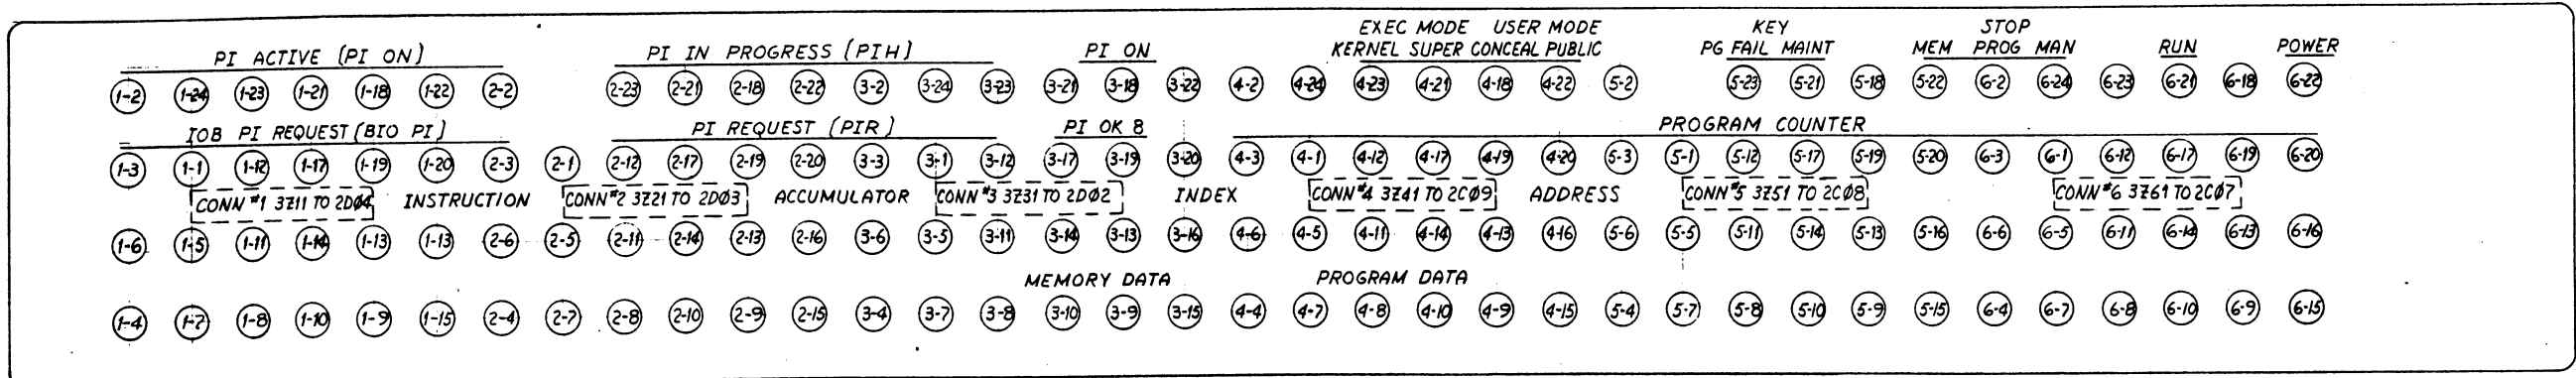 EXEC MODE USER MODE KEY STOP
PI ACTIVE (PI ON) PI IN PROGRESS (PIH) PI ON KERNEL SUPER CONCEAL PUBLIC PG FAIL MAINT MEM PROG MAN RUN POWER
1-2 1-24 1-23 1-21 1-18 1-22 2-2 2-23 2-21 2-18 2-22 3-2 3-24 3-23 3-21 3-18 3-22 4-2 4-24 4-23 4-21 4-18 4-22 5-2 5-23 5-21 5-18 5-22 6-2 6-24 6-23 6-21 6-18 6-22
IOB PI REQUEST (BIO PI) PI REQUEST (PIR) PI OK 8 PROGRAM COUNTER
1-3 1-1 1-12 1-17 1-19 1-20 2-3 2-1 2-12 2-17 2-19 2-20 3-3 3-1 3-12 3-17 3-19 3-20 4-3 4-1 4-12 4-17 4-19 4-20 5-3 5-1 5-12 5-17 5-19 5-20 6-3 6-1 6-12 6-17 6-19 6-20
CONN #1 3Z11 TO 2DØ4 INSTRUCTION CONN #2 3Z21 TO 2DØ3 ACCUMULATOR CONN #3 3Z31 TO 2DØ2 INDEX CONN #4 3Z41 TO 2CØ9 ADDRESS CONN #5 3Z51 TO 2CØ8 CONN #6 3Z61 TO 2CØ7
1-6 1-5 1-11 1-14 1-13 1-13 2-6 2-5 2-11 2-14 2-13 2-16 3-6 3-5 3-11 3-14 3-13 3-16 4-6 4-5 4-11 4-14 4-13 4-16 5-6 5-5 5-11 5-14 5-13 5-16 6-6 6-5 6-11 6-14 6-13 6-16
MEMORY DATA PROGRAM DATA
1-4 1-7 1-8 1-10 1-9 1-15 2-4 2-7 2-8 2-10 2-9 2-15 3-4 3-7 3-8 3-10 3-9 3-15 4-4 4-7 4-8 4-10 4-9 4-15 5-4 5-7 5-8 5-10 5-9 5-15 6-4 6-7 6-8 6-10 6-9 6-15